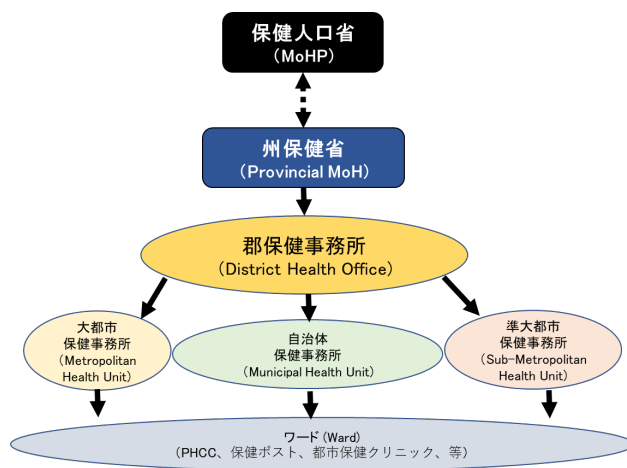 保健人口省
(MoHP)
州保健省
(Provincial MoH)
郡保健事務所
(District Health Office)
大都市
保健事務所
(Metropolitan
Health Unit)
自治体
保健事務所
(Municipal Health Unit)
準大都市
保健事務所
(Sub-Metropolitan
Health Unit)
ワード(Ward)
(PHCC、保健ポスト、都市保健クリニック、等)